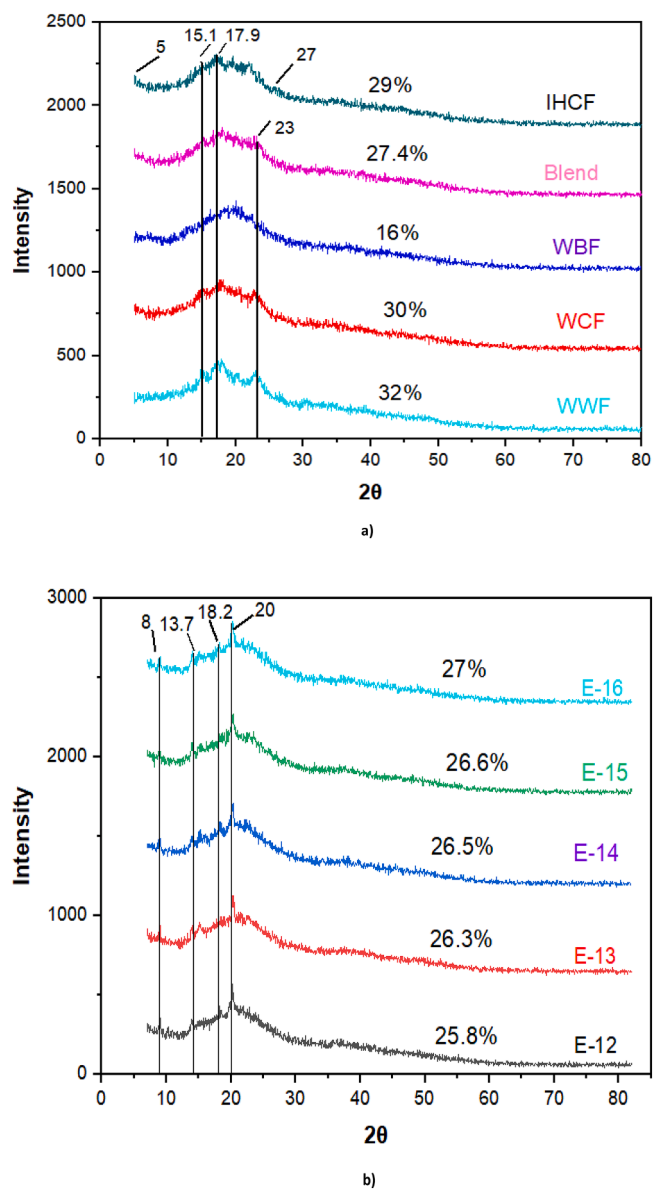 2500
2000
1500
1000
500
0
Intensity
5
15.1
17.9
27
29%
IHCF
23
27.4%
Blend
16%
WBF
30%
WCF
32%
WWF
0 10 20 30 40 50 60 70 80
2θ
a)
3000
2000
1000
0
Intensity
8
13.7
18.2
20
27%
E-16
26.6%
E-15
26.5%
E-14
26.3%
E-13
25.8%
E-12
0 10 20 30 40 50 60 70 80
2θ
b)